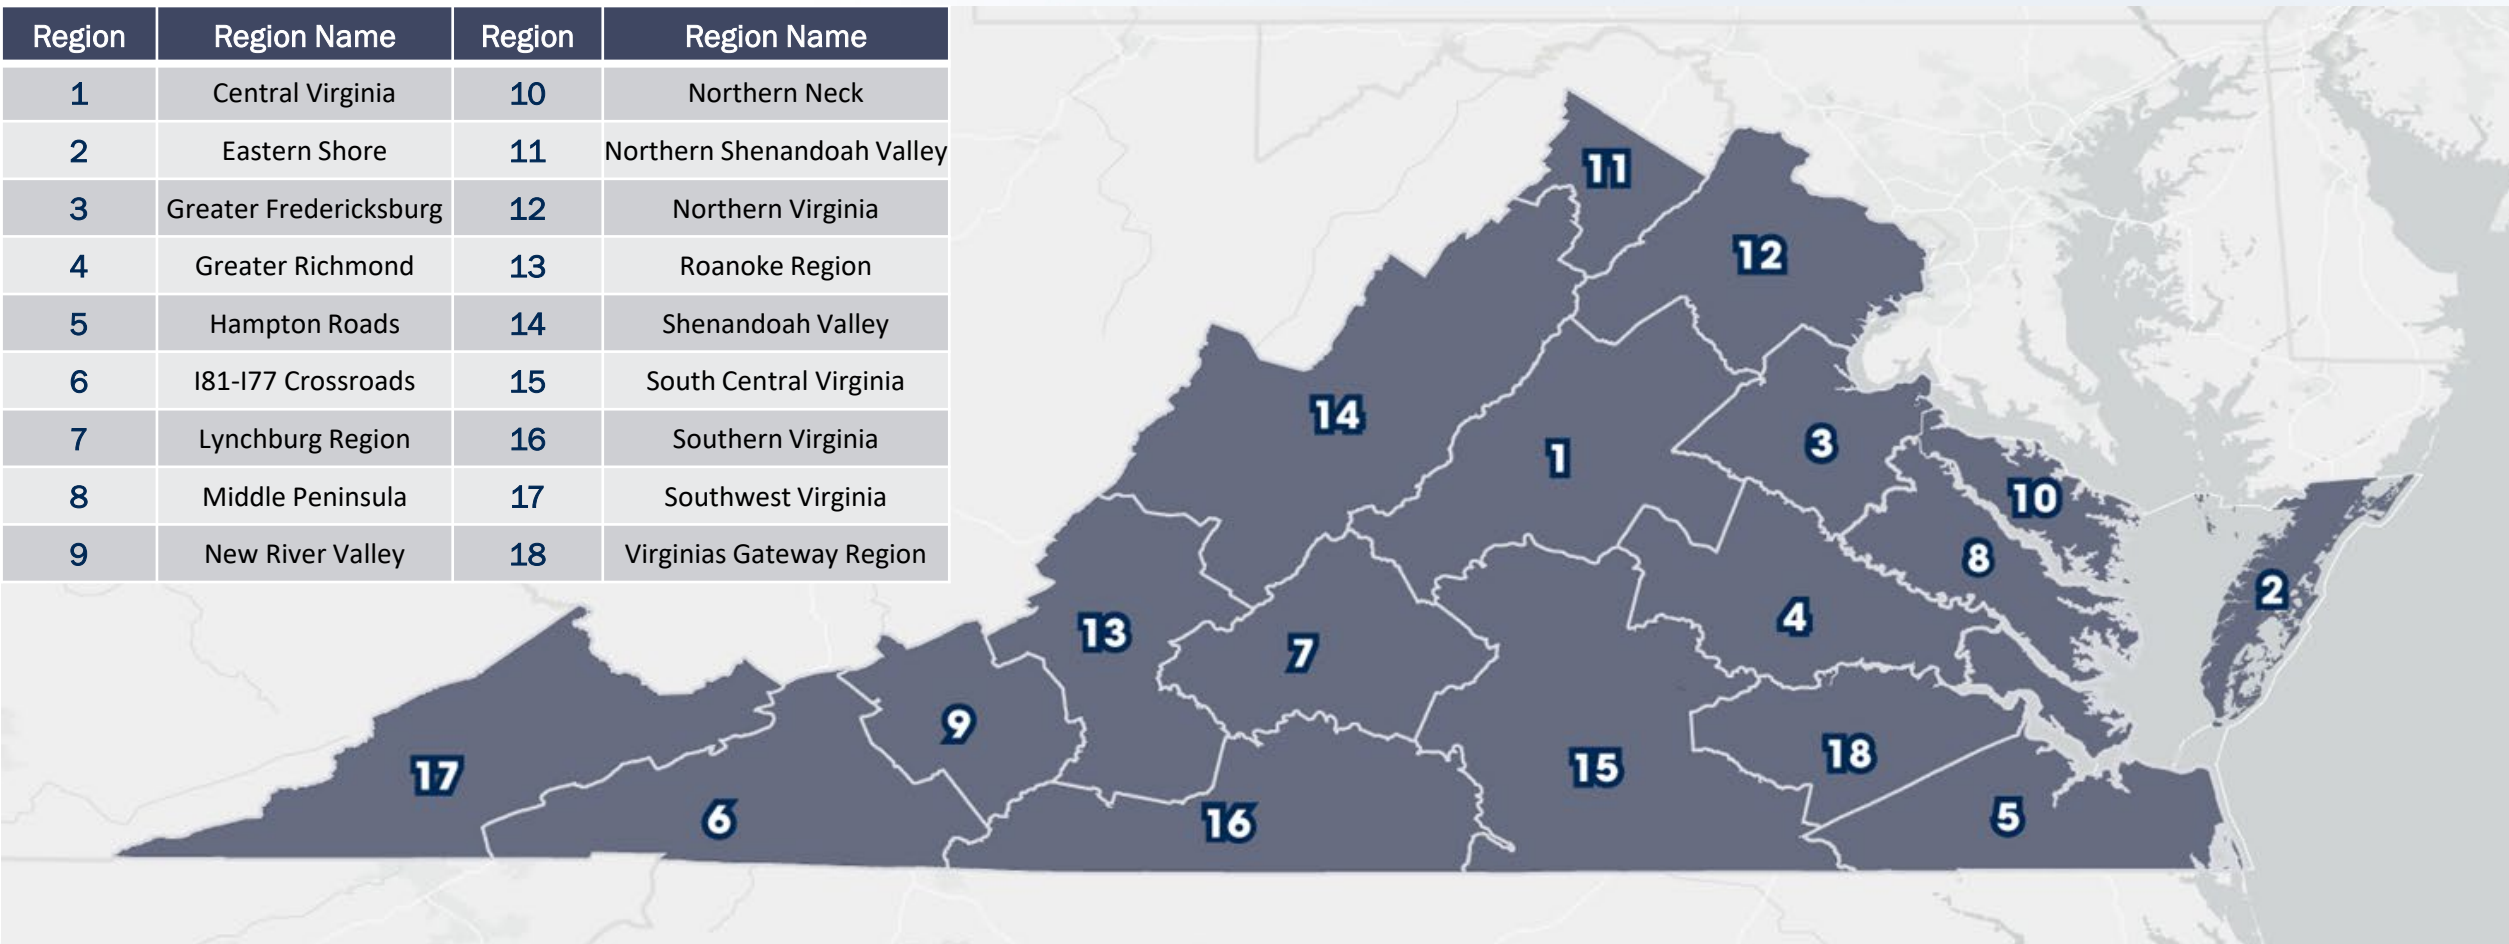 Region Region Name Region Region Name
1 Central Virginia 10 Northern Neck
2 Eastern Shore 11 Northern Shenandoah Valley
3 Greater Fredericksburg 12 Northern Virginia
4 Greater Richmond 13 Roanoke Region
5 Hampton Roads 14 Shenandoah Valley
6 I81-I77 Crossroads 15 South Central Virginia
7 Lynchburg Region 16 Southern Virginia
8 Middle Peninsula 17 Southwest Virginia
9 New River Valley 18 Virginias Gateway Region
11
12
14
1
3
10
8
2
13
7
4
9
17
6
16
15
18
5